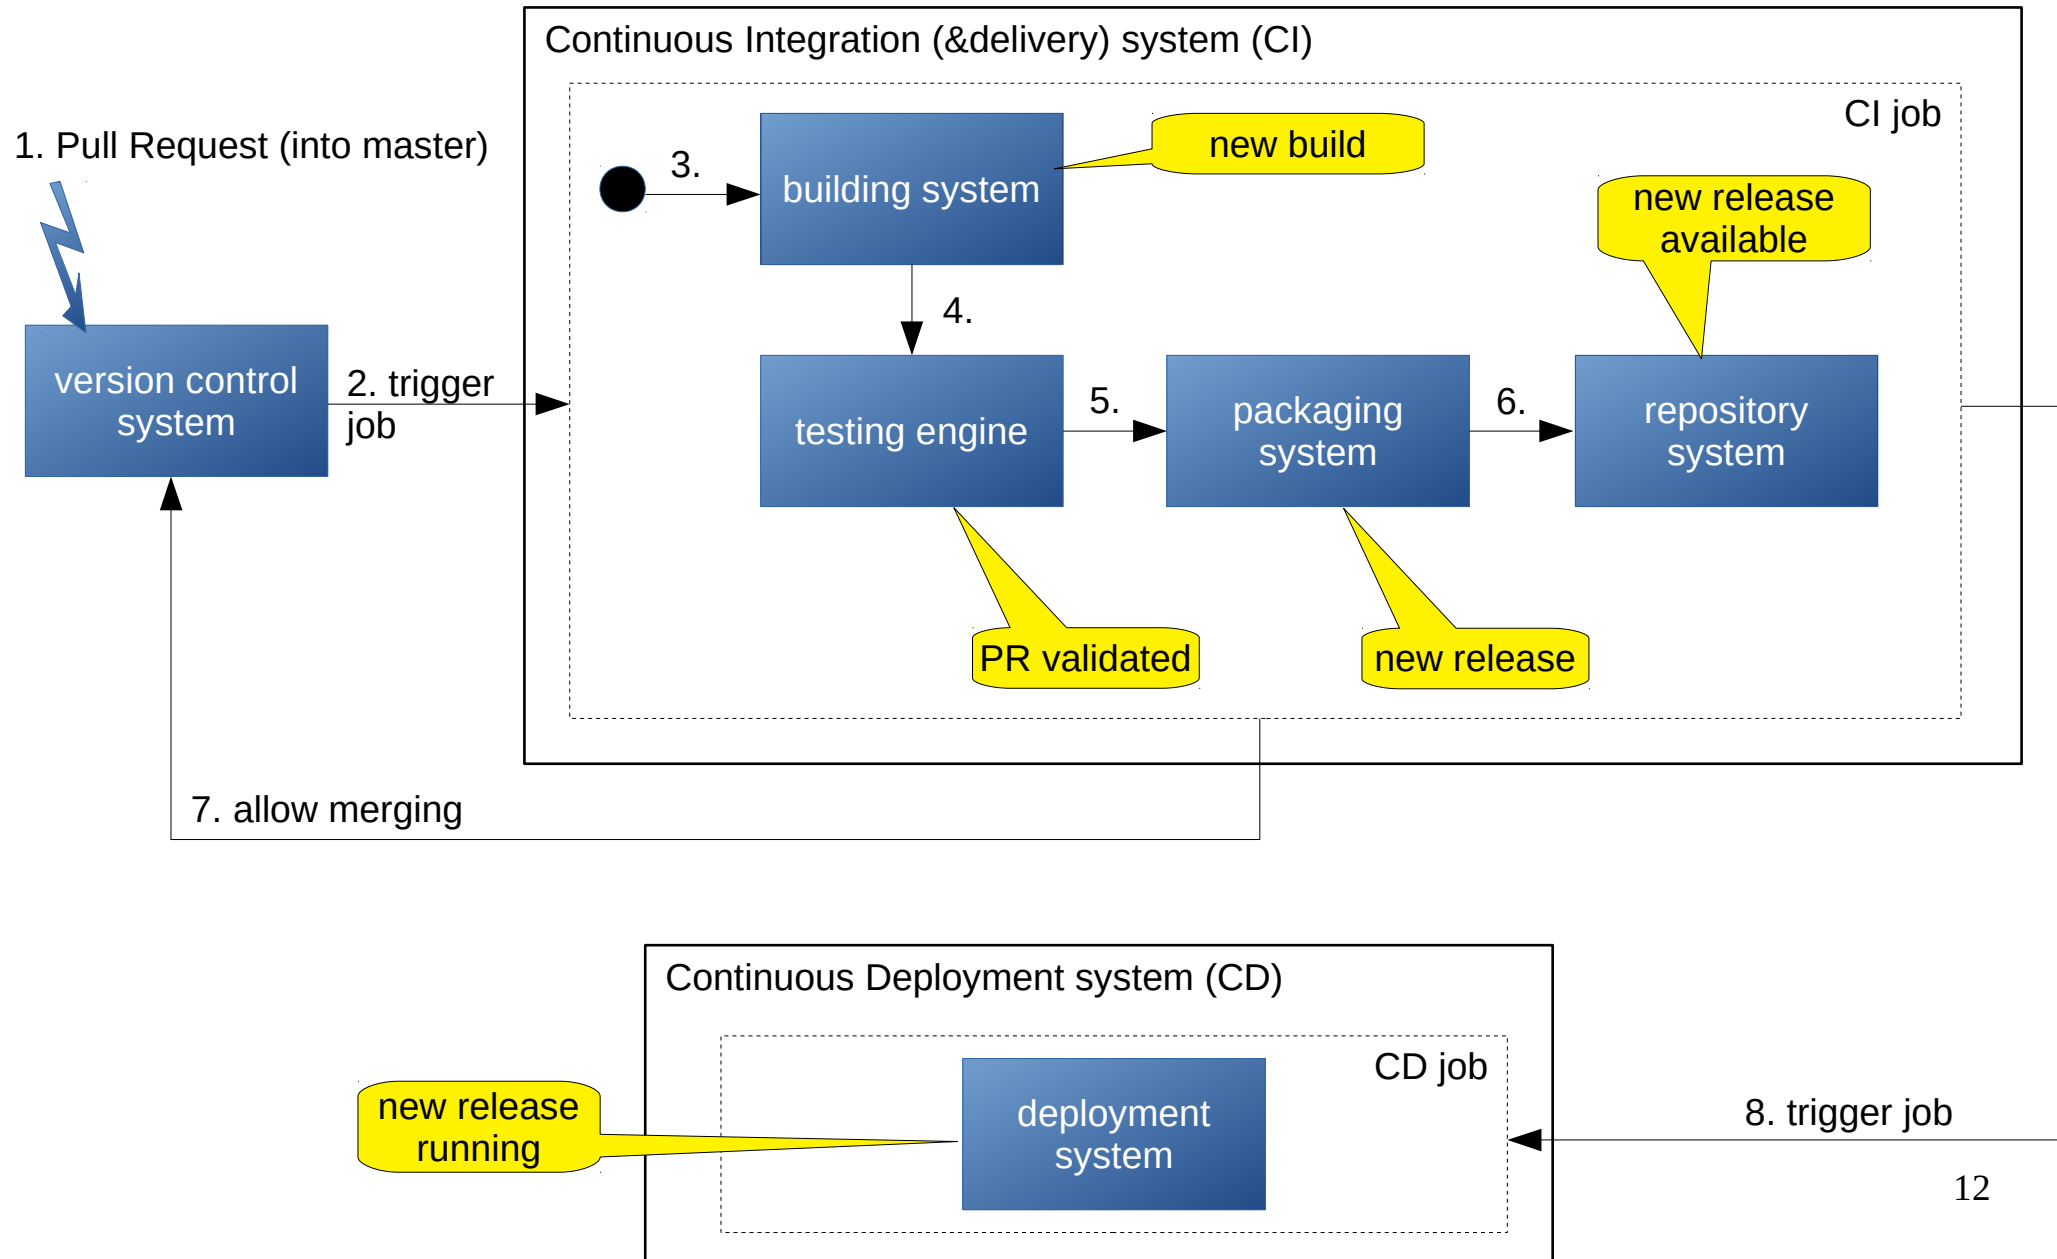 Continuous Integration (&delivery) system (CI)
CI job
1. Pull Request (into master)
3.
building system
new build
new release
available
4.
version control
system
2. trigger
job
testing engine
5.
packaging
system
6.
repository
system
PR validated
new release
7. allow merging
Continuous Deployment system (CD)
CD job
new release
running
deployment
system
8. trigger job
12